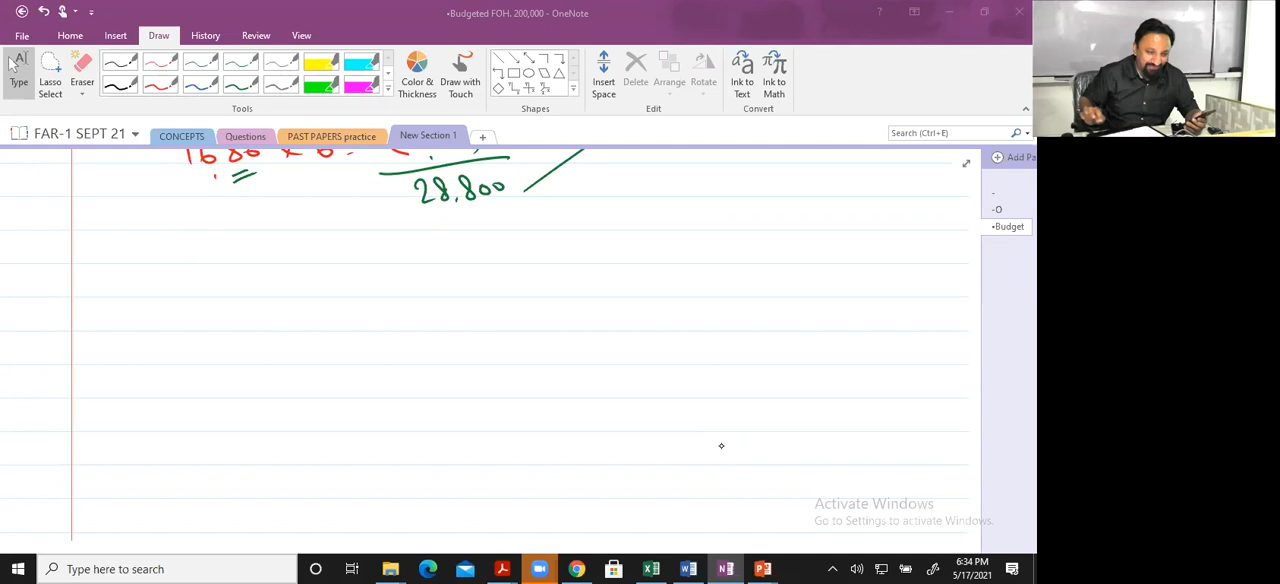 •Budgeted FOH. 200,000 - OneNote
?
File Home Insert Draw History Review View
Type
Lasso Select
Eraser
Color & Thickness
Draw with Touch
Insert Space
Delete
Arrange
Rotate
Ink to Text
Ink to Math
Tools
Shapes
Edit
Convert
FAR-1 SEPT 21
CONCEPTS
Questions
PAST PAPERS practice
New Section 1
Search (Ctrl+E)
Add Pa
-
-O
•Budget
1680 × 6 =
28,800
Activate Windows
Go to Settings to activate Windows.
Type here to search
6:34 PM
5/17/2021